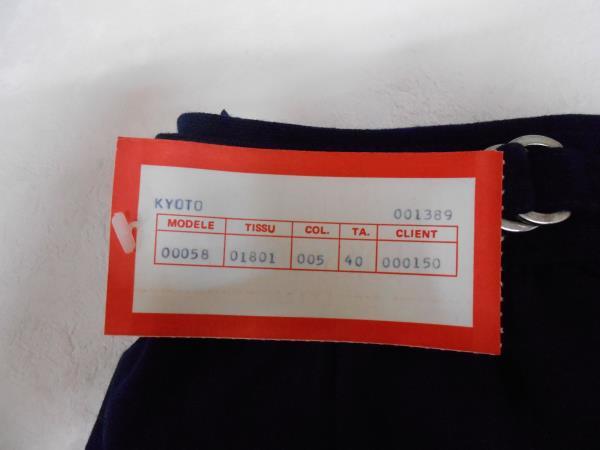 KYOTO 001389
MODELE TISSU COL. TA. CLIENT
00058 01801 005 40 000150